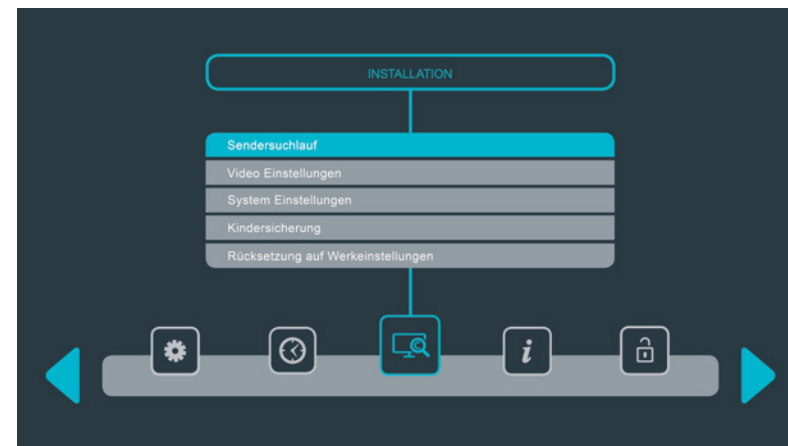 INSTALLATION
Sendersuchlauf
Video Einstellungen
System Einstellungen
Kindersicherung
Rücksetzung auf Werkeinstellungen
i